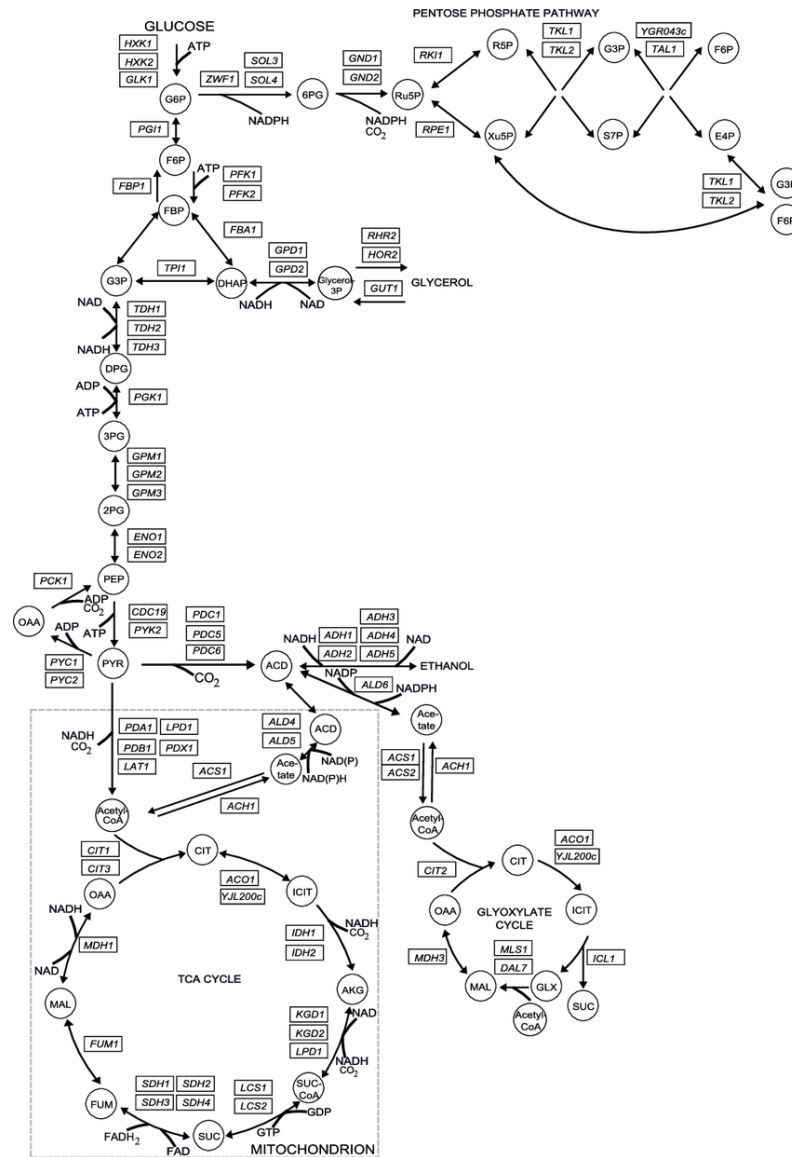 GLUCOSE
PENTOSE PHOSPHATE PATHWAY
HXK1
HXK2
GLK1
ATP
G6P
ZWF1
SOL3
SOL4
NADPH
6PG
GND1
GND2
NADPH
CO2
Ru5P
RKI1
RPE1
R5P
Xu5P
TKL1
TKL2
G3P
S7P
YGR043c
TAL1
F6P
E4P
TKL1
TKL2
G3P
F6P
PGI1
F6P
FBP1
ATP
PFK1
PFK2
FBP
FBA1
G3P
TPI1
DHAP
GPD1
GPD2
NADH
NAD
Glycerol-
3P
RHR2
HOR2
GUT1
GLYCEROL
NAD
NADH
TDH1
TDH2
TDH3
DPG
ADP
ATP
PGK1
3PG
GPM1
GPM2
GPM3
2PG
ENO1
ENO2
PEP
PCK1
ADP
CO2
OAA
ADP
ATP
CDC19
PYK2
PYC1
PYC2
PYR
PDC1
PDC5
PDC6
CO2
ACD
NADH
ADH1
ADH2
ADH3
ADH4
ADH5
NAD
ETHANOL
NADP
ALD6
NADPH
Ace-
tate
NADH
CO2
PDA1
LPD1
PDB1
PDX1
LAT1
ALD4
ALD5
ACD
NAD(P)
NAD(P)H
Ace-
tate
ACS1
ACH1
ACS1
ACS2
ACH1
Acetyl-
CoA
Acetyl-
CoA
CIT1
CIT3
CIT
ACO1
YJL200c
OAA
ICIT
NADH
NAD
MDH1
IDH1
IDH2
NADH
CO2
TCA CYCLE
MAL
AKG
FUM1
KGD1
KGD2
LPD1
NAD
NADH
CO2
FUM
SDH1
SDH2
SDH3
SDH4
FADH2
FAD
SUC
LCS1
LCS2
GTP
GDP
SUC-
CoA
MITOCHONDRION
CIT2
CIT
ACO1
YJL200c
OAA
GLYOXYLATE
CYCLE
ICIT
MDH3
MLS1
DAL7
ICL1
MAL
GLX
Acetyl-
CoA
SUC